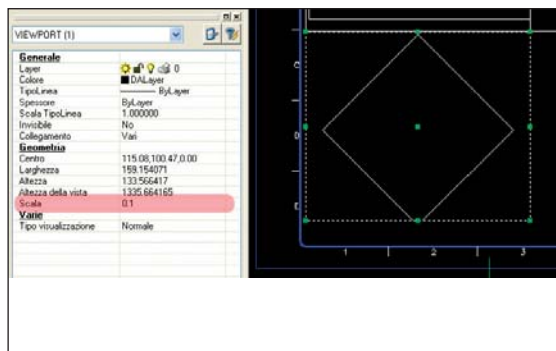 VIEWPORT (1)
Generale
Layer 0
Colore DALayer
TipoLinea ByLayer
Spessore ByLayer
Scala TipoLinea 1.000000
Invisibile No
Collegamento Vari
Geometria
Centro 115.08,100.47,0.00
Larghezza 159.154071
Altezza 133.566417
Altezza della vista 1335.664165
Scala 0.1
Varie
Tipo visualizzazione Normale
C
D
E
1 2 3